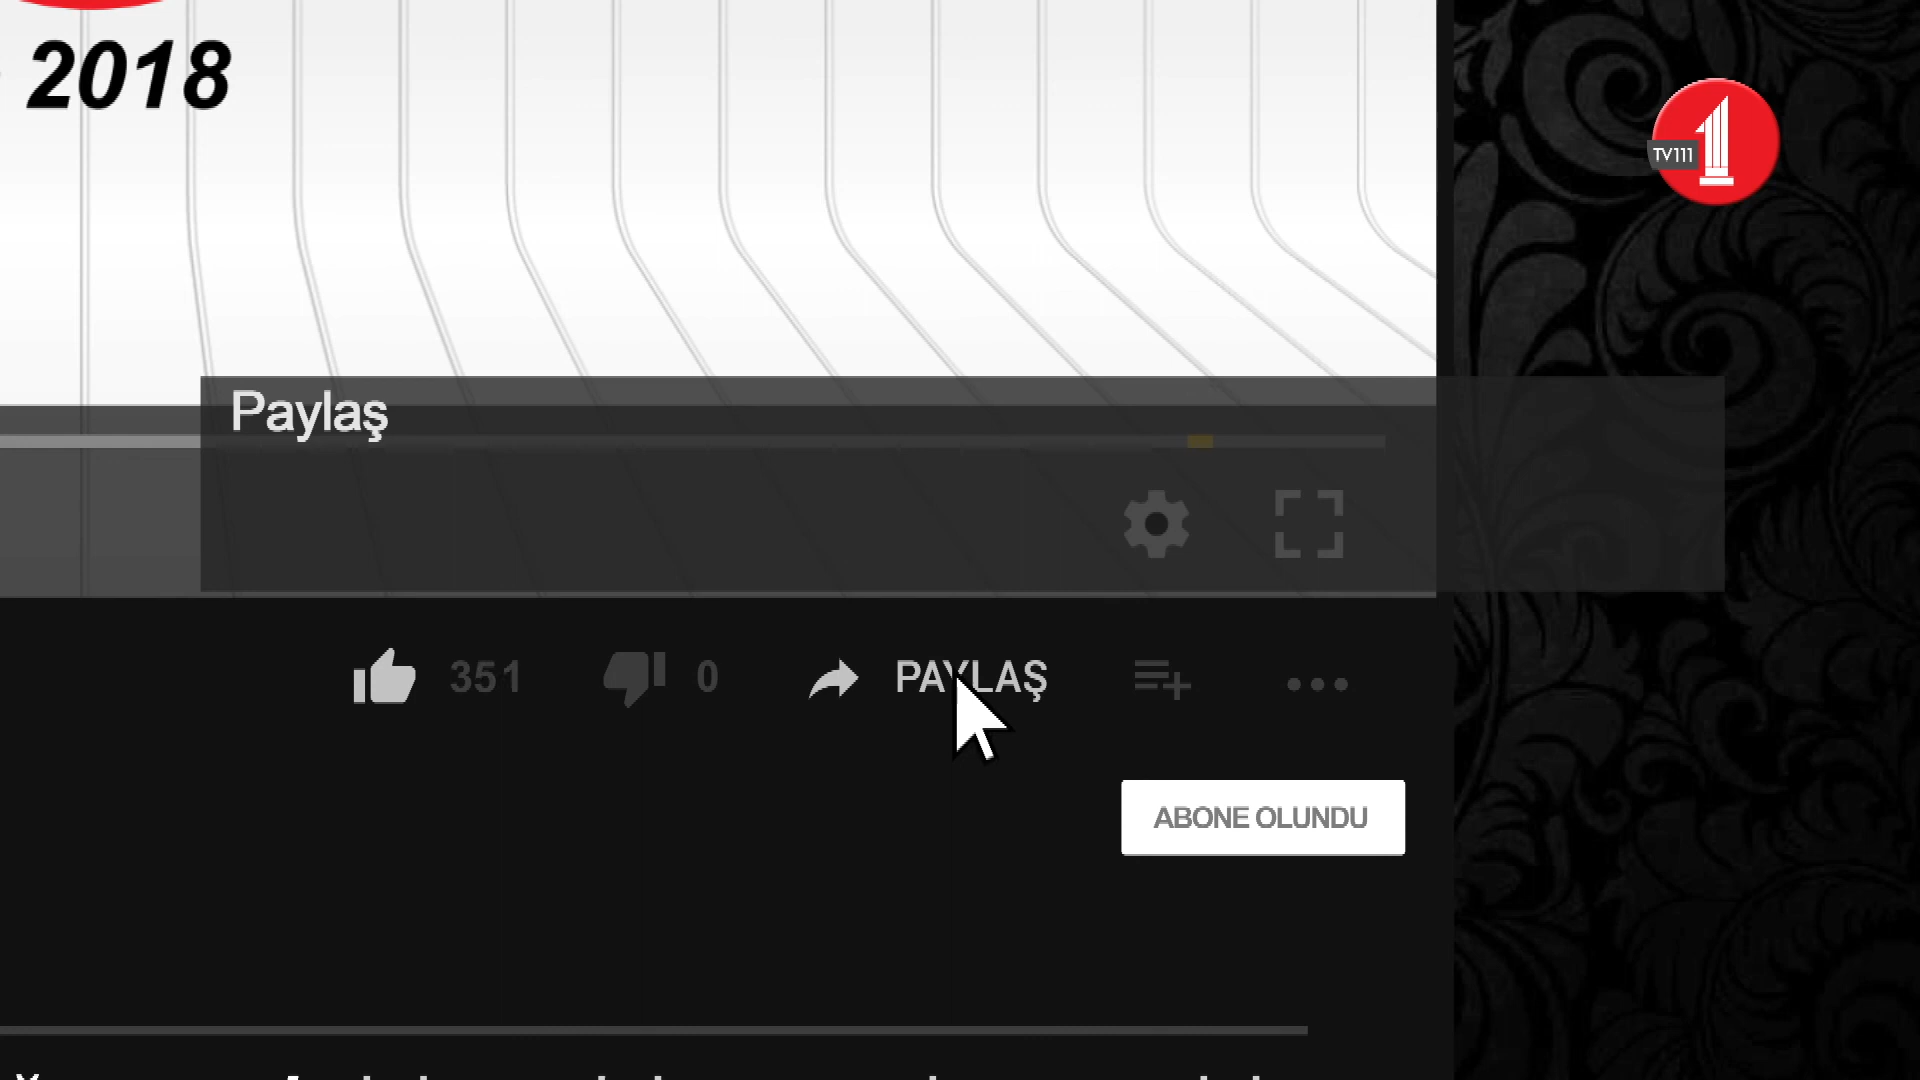 2018
TV111
Paylaş
351 0 PAYLAŞ
ABONE OLUNDU